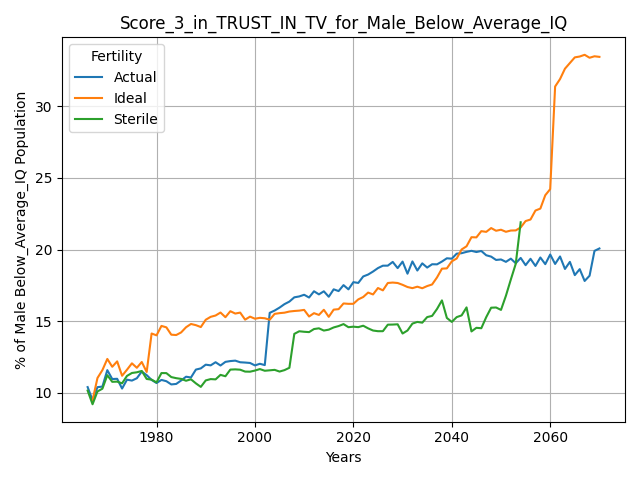 Score_3_in_TRUST_IN_TV_for_Male_Below_Average_IQ
Fertility
Actual
Ideal
Sterile
% of Male Below_Average_IQ Population
30
25
20
15
10
1980
2000
2020
2040
2060
Years